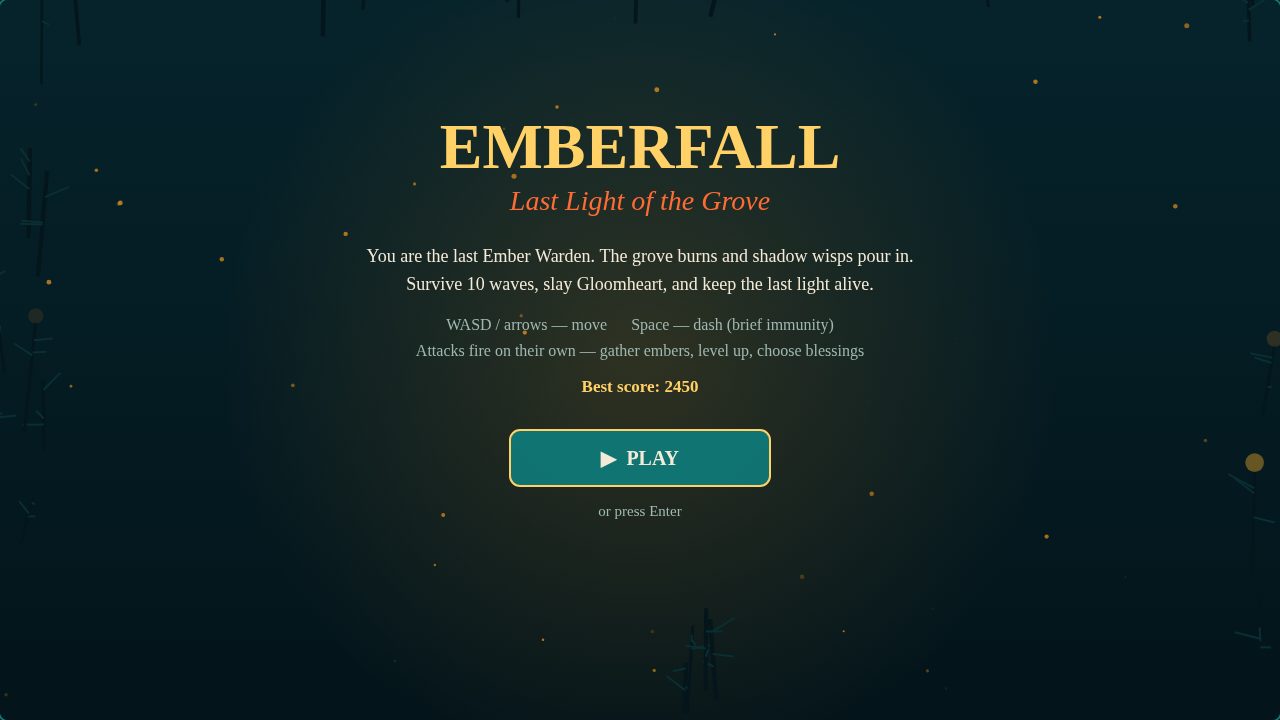 EMBERFALL
Last Light of the Grove
You are the last Ember Warden. The grove burns and shadow wisps pour in.
Survive 10 waves, slay Gloomheart, and keep the last light alive.
WASD / arrows — move Space — dash (brief immunity)
Attacks fire on their own — gather embers, level up, choose blessings
Best score: 2450
▶ PLAY
or press Enter